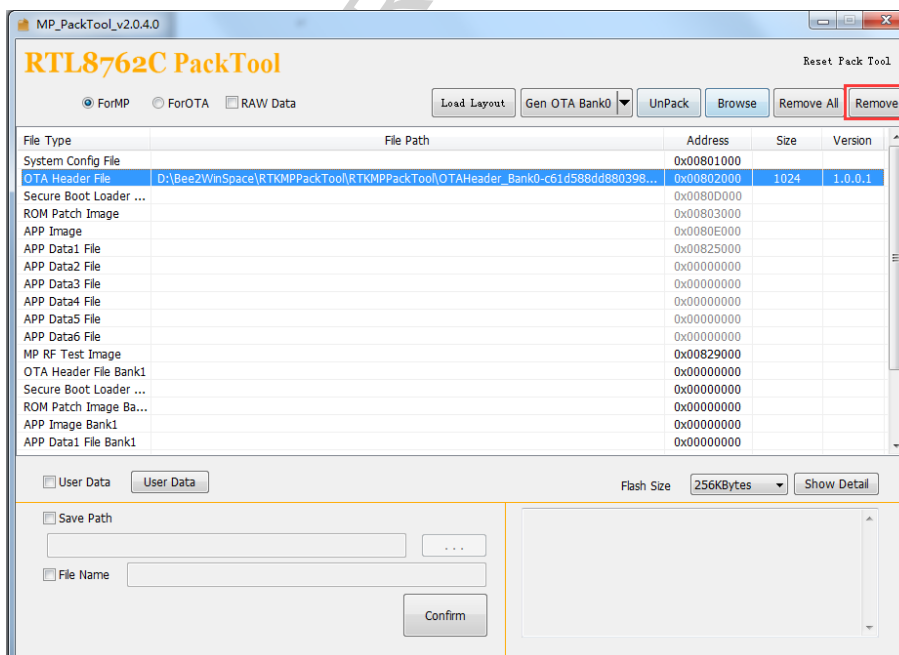 MP_PackTool_v2.0.4.0
RTL8762C PackTool
Reset Pack Tool
ForMP ForOTA RAW Data Load Layout Gen OTA Bank0 UnPack Browse Remove All Remove
File Type File Path Address Size Version
System Config File 0x00801000
OTA Header File D:\Bee2WinSpace\RTKMPPackTool\RTKMPPackTool\OTAHeader_Bank0-c61d588dd880398... 0x00802000 1024 1.0.0.1
Secure Boot Loader ... 0x0080D000
ROM Patch Image 0x00803000
APP Image 0x0080E000
APP Data1 File 0x00825000
APP Data2 File 0x00000000
APP Data3 File 0x00000000
APP Data4 File 0x00000000
APP Data5 File 0x00000000
APP Data6 File 0x00000000
MP RF Test Image 0x00829000
OTA Header File Bank1 0x00000000
Secure Boot Loader ... 0x00000000
ROM Patch Image Ba... 0x00000000
APP Image Bank1 0x00000000
APP Data1 File Bank1 0x00000000
User Data User Data Flash Size 256KBytes Show Detail
Save Path
...
File Name
Confirm